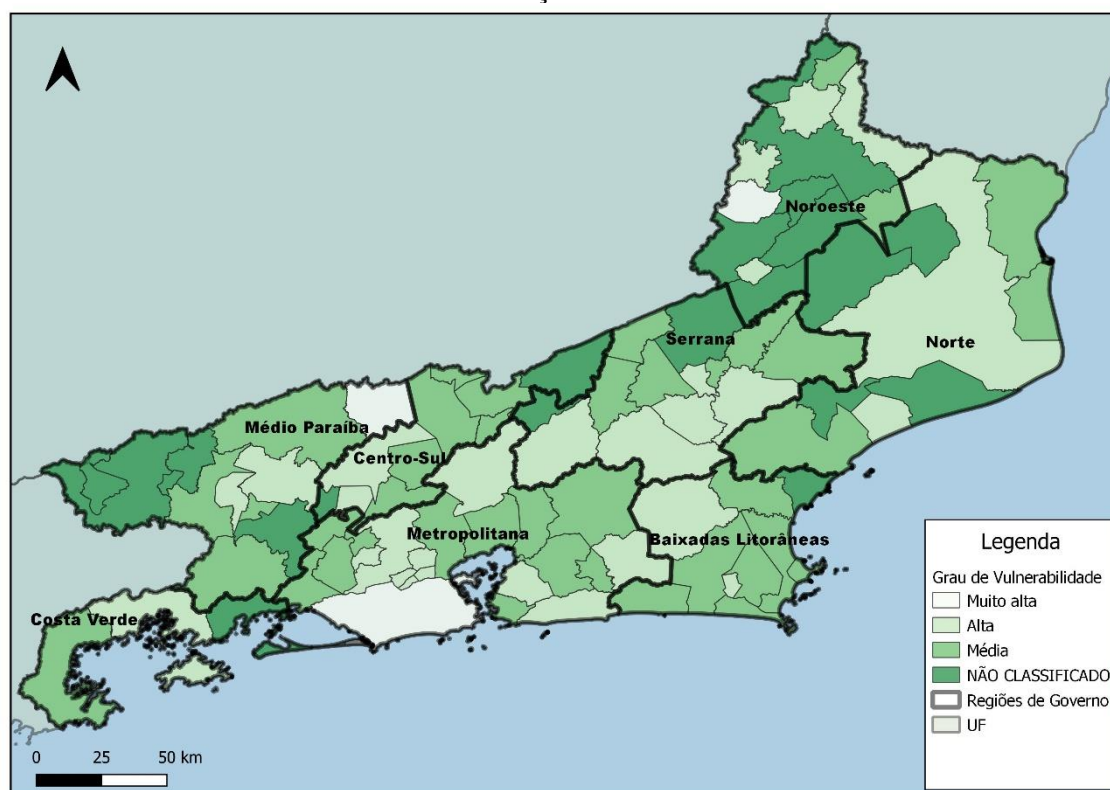 Noroeste
Serrana
Norte
Médio Paraíba
Centro-Sul
Metropolitana
Baixadas Litorâneas
Costa Verde
Legenda
Grau de Vulnerabilidade
Muito alta
Alta
Média
NÃO CLASSIFICADO
Regiões de Governo
UF
0 25 50 km